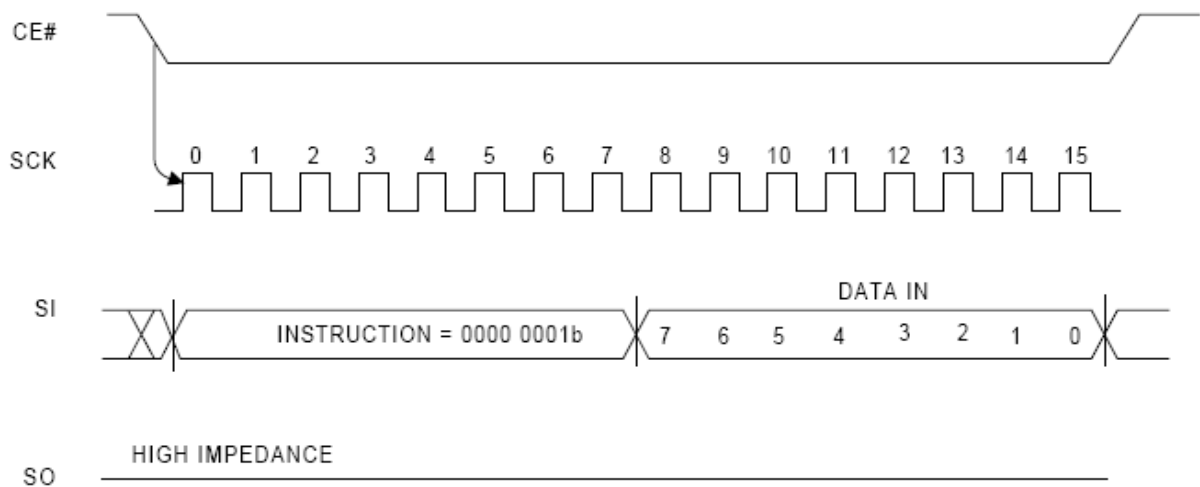 CE#
SCK
0 1 2 3 4 5 6 7 8 9 10 11 12 13 14 15
DATA IN
SI
INSTRUCTION = 0000 0001b
7 6 5 4 3 2 1 0
HIGH IMPEDANCE
SO